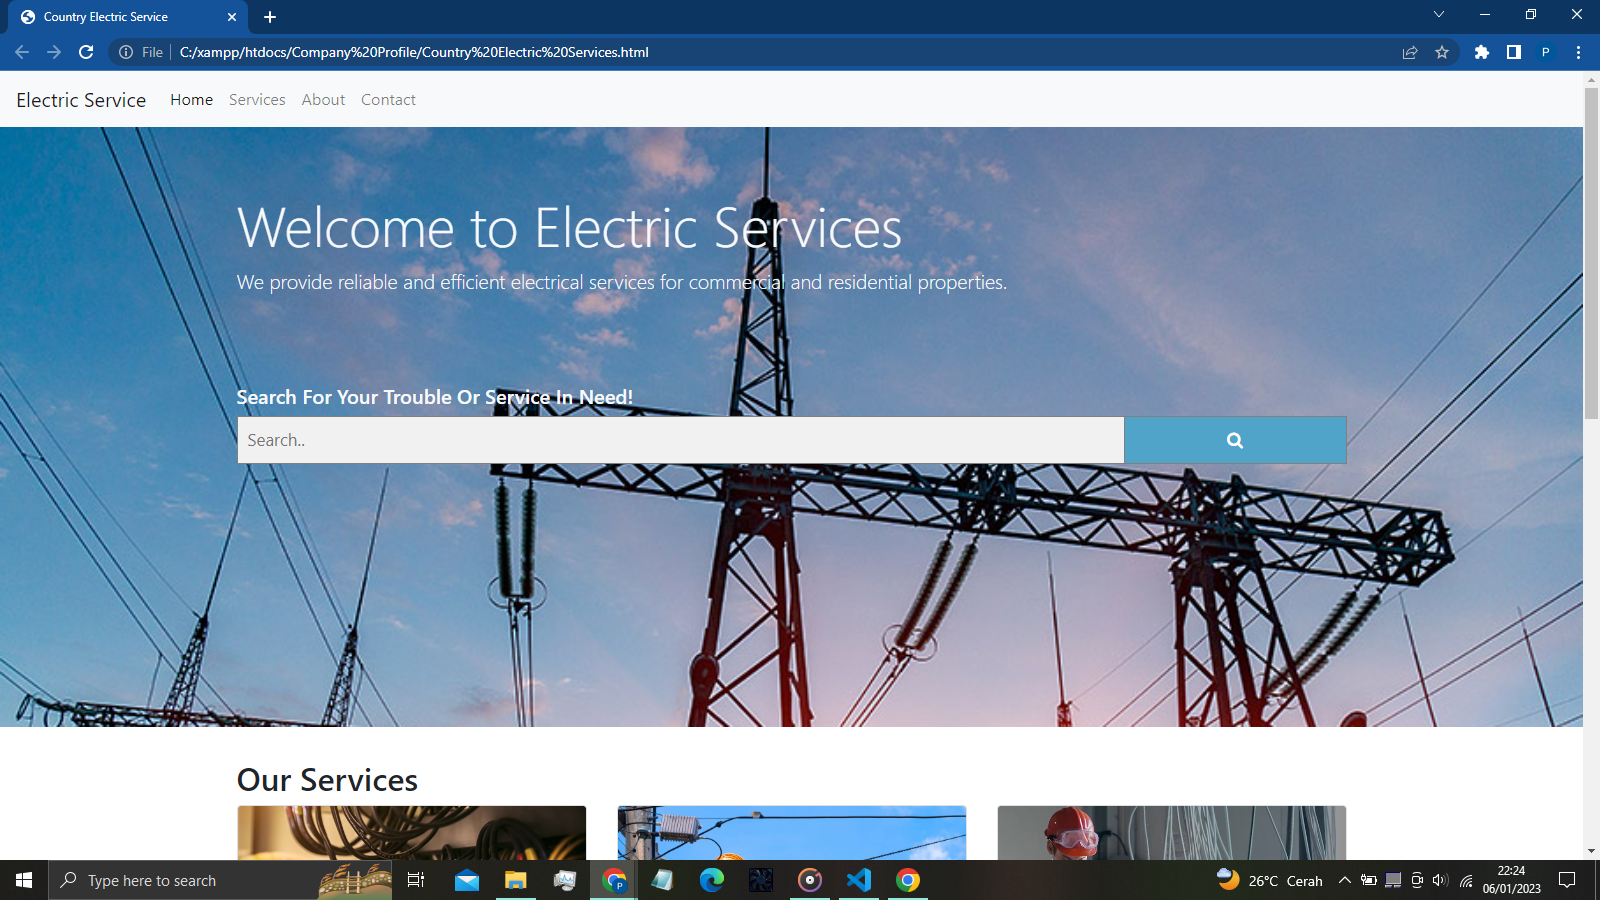 Country Electric Service
File
C:/xampp/htdocs/Company%20Profile/Country%20Electric%20Services.html
P
Electric Service Home Services About Contact
Welcome to Electric Services
We provide reliable and efficient electrical services for commercial and residential properties.
Search For Your Trouble Or Service In Need!
Search..
Our Services
Type here to search
P
26°C Cerah
22:24
06/01/2023